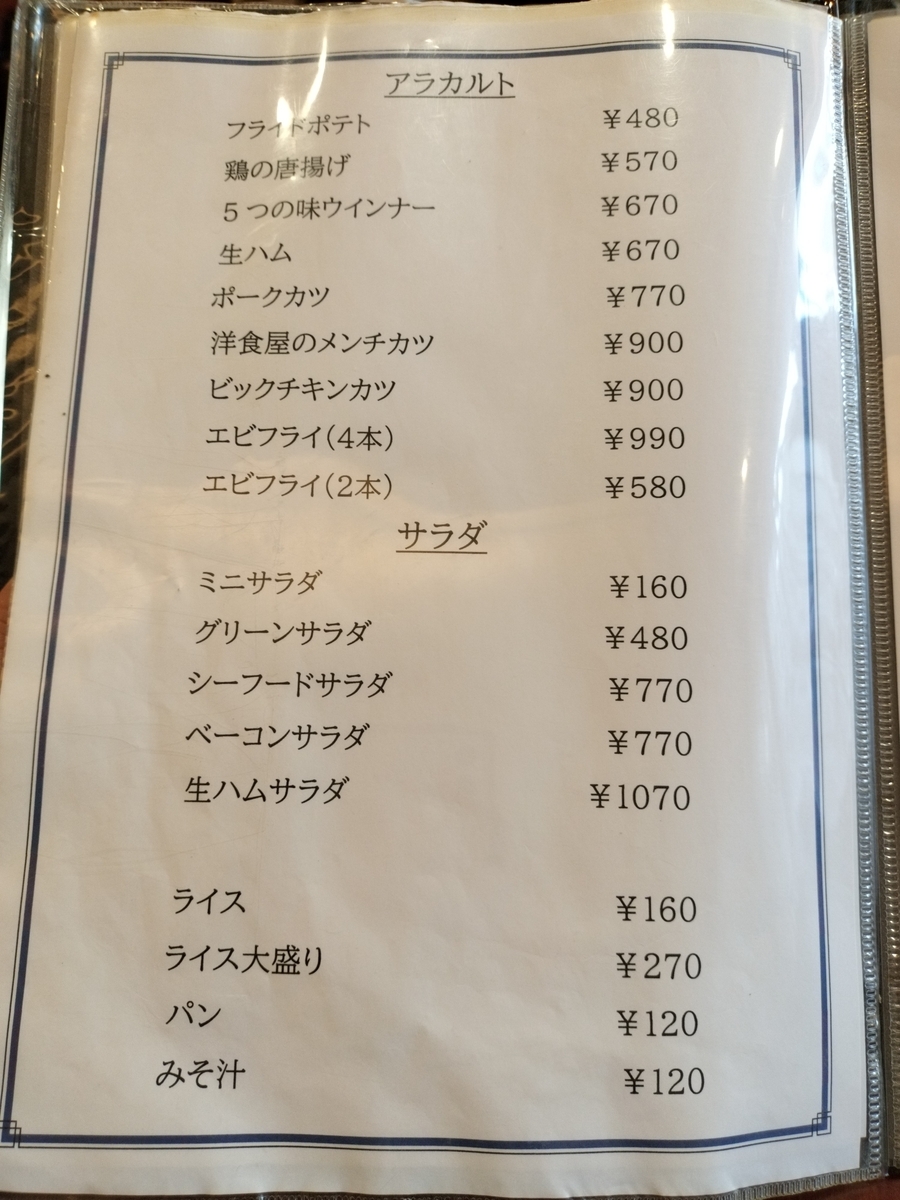 アラカルト
フライドポテト ¥480
鶏の唐揚げ ¥570
5つの味ウインナー ¥670
生ハム ¥670
ポークカツ ¥770
洋食屋のメンチカツ ¥900
ビックチキンカツ ¥900
エビフライ(4本) ¥990
エビフライ(2本) ¥580
サラダ
ミニサラダ ¥160
グリーンサラダ ¥480
シーフードサラダ ¥770
ベーコンサラダ ¥770
生ハムサラダ ¥1070
ライス ¥160
ライス大盛り ¥270
パン ¥120
みそ汁 ¥120